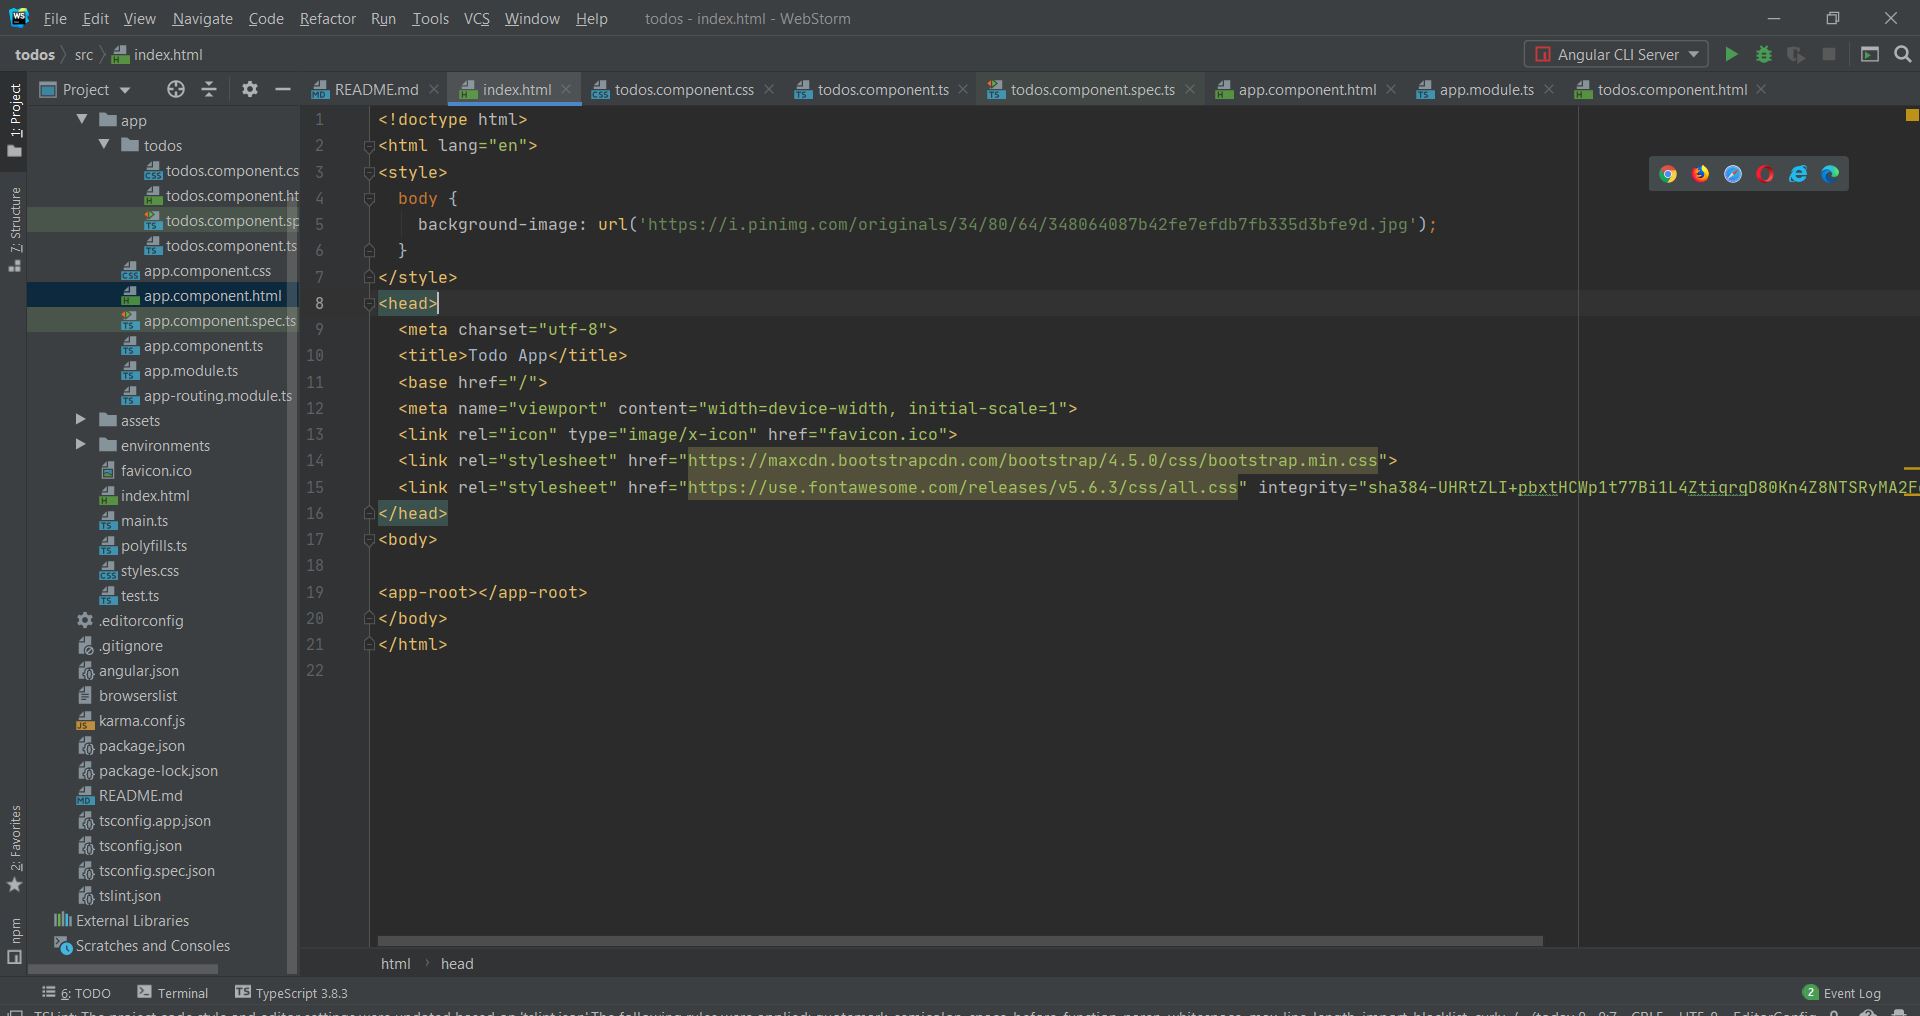 File Edit View Navigate Code Refactor Run Tools VCS Window Help todos - index.html - WebStorm
todos src index.html
Angular CLI Server
Project
README.md
index.html
todos.component.css
todos.component.ts
todos.component.spec.ts
app.component.html
app.module.ts
todos.component.html
1: Project
7: Structure
2: Favorites
npm
app
todos
todos.component.cs
todos.component.ht
todos.component.sp
todos.component.ts
app.component.css
app.component.html
app.component.spec.ts
app.component.ts
app.module.ts
app-routing.module.ts
assets
environments
favicon.ico
index.html
main.ts
polyfills.ts
styles.css
test.ts
.editorconfig
.gitignore
angular.json
browserslist
karma.conf.js
package.json
package-lock.json
README.md
tsconfig.app.json
tsconfig.json
tsconfig.spec.json
tslint.json
External Libraries
Scratches and Consoles
1 <!doctype html>
2 <html lang="en">
3 <style>
4 body {
5 background-image: url('https://i.pinimg.com/originals/34/80/64/348064087b42fe7efdb7fb335d3bfe9d.jpg');
6 }
7 </style>
8 <head>
9 <meta charset="utf-8">
10 <title>Todo App</title>
11 <base href="/">
12 <meta name="viewport" content="width=device-width, initial-scale=1">
13 <link rel="icon" type="image/x-icon" href="favicon.ico">
14 <link rel="stylesheet" href="https://maxcdn.bootstrapcdn.com/bootstrap/4.5.0/css/bootstrap.min.css">
15 <link rel="stylesheet" href="https://use.fontawesome.com/releases/v5.6.3/css/all.css" integrity="sha384-UHRtZLI+pbxtHCWp1t77Bi1L4ZtiqrqD80Kn4Z8NTSRyMA2F
16 </head>
17 <body>
18
19 <app-root></app-root>
20 </body>
21 </html>
22
html head
6: TODO Terminal TypeScript 3.8.3
2 Event Log